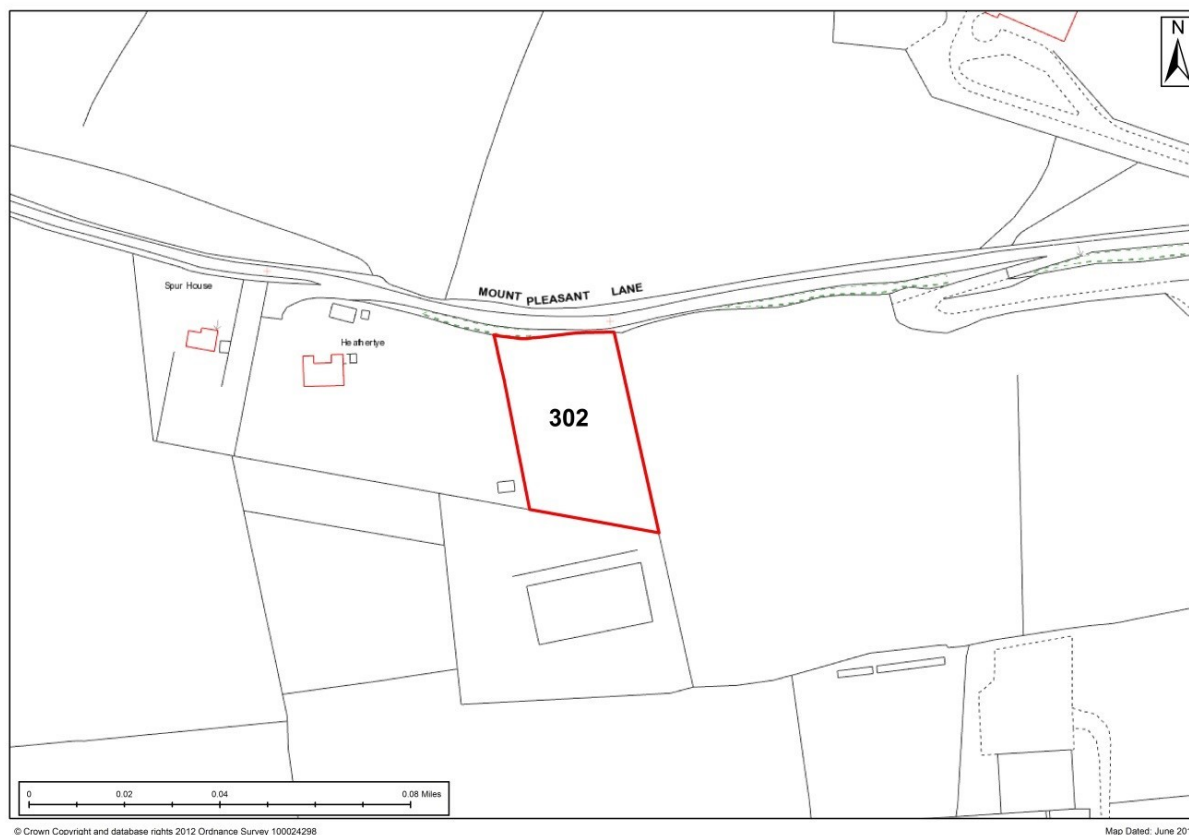 N
MOUNT PLEASANT LANE
Spur House
Heathertye
302
0 0.02 0.04 0.08 Miles
© Crown Copyright and database rights 2012 Ordnance Survey 100024298
Map Dated: June 201